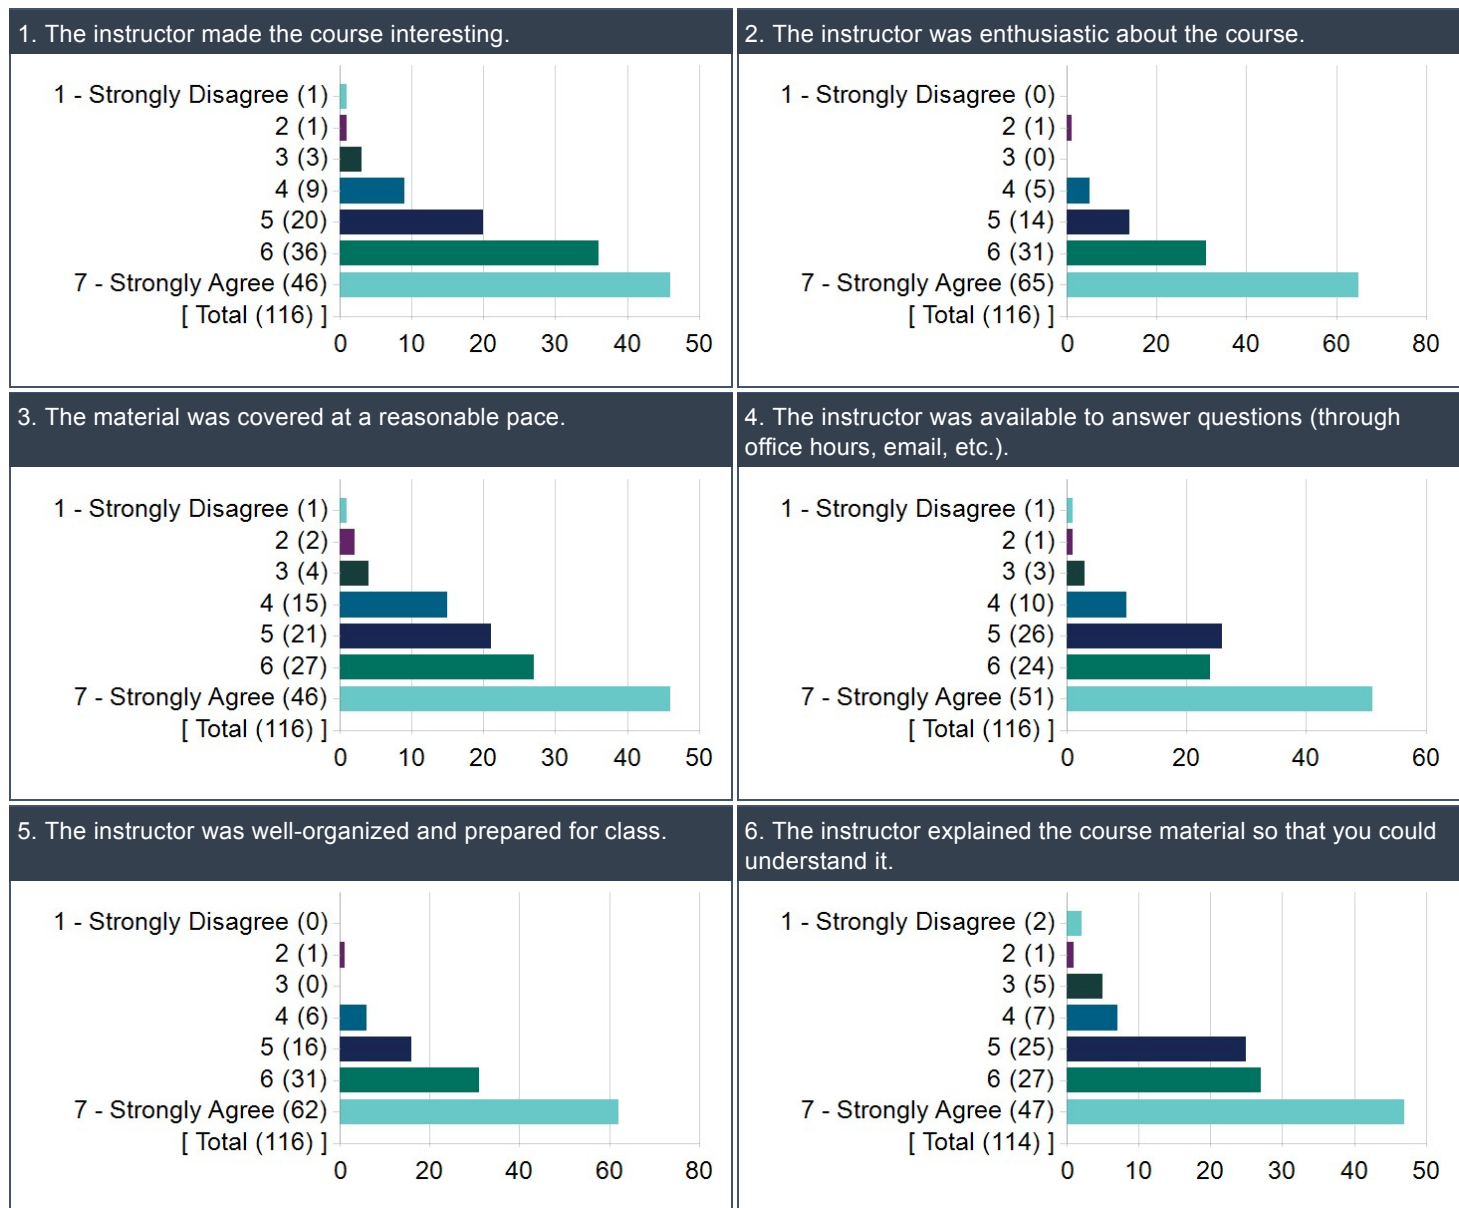 1. The instructor made the course interesting.
1 - Strongly Disagree (1)
2 (1)
3 (3)
4 (9)
5 (20)
6 (36)
7 - Strongly Agree (46)
[ Total (116) ]
0 10 20 30 40 50
2. The instructor was enthusiastic about the course.
1 - Strongly Disagree (0)
2 (1)
3 (0)
4 (5)
5 (14)
6 (31)
7 - Strongly Agree (65)
[ Total (116) ]
0 20 40 60 80
3. The material was covered at a reasonable pace.
1 - Strongly Disagree (1)
2 (2)
3 (4)
4 (15)
5 (21)
6 (27)
7 - Strongly Agree (46)
[ Total (116) ]
0 10 20 30 40 50
4. The instructor was available to answer questions (through
office hours, email, etc.).
1 - Strongly Disagree (1)
2 (1)
3 (3)
4 (10)
5 (26)
6 (24)
7 - Strongly Agree (51)
[ Total (116) ]
0 20 40 60
5. The instructor was well-organized and prepared for class.
1 - Strongly Disagree (0)
2 (1)
3 (0)
4 (6)
5 (16)
6 (31)
7 - Strongly Agree (62)
[ Total (116) ]
0 20 40 60 80
6. The instructor explained the course material so that you could
understand it.
1 - Strongly Disagree (2)
2 (1)
3 (5)
4 (7)
5 (25)
6 (27)
7 - Strongly Agree (47)
[ Total (114) ]
0 10 20 30 40 50